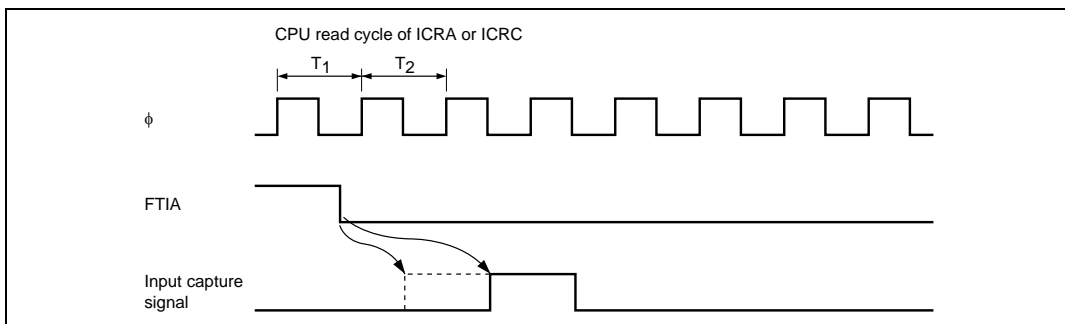 CPU read cycle of ICRA or ICRC
T1 T2
ϕ
FTIA
Input capture
signal